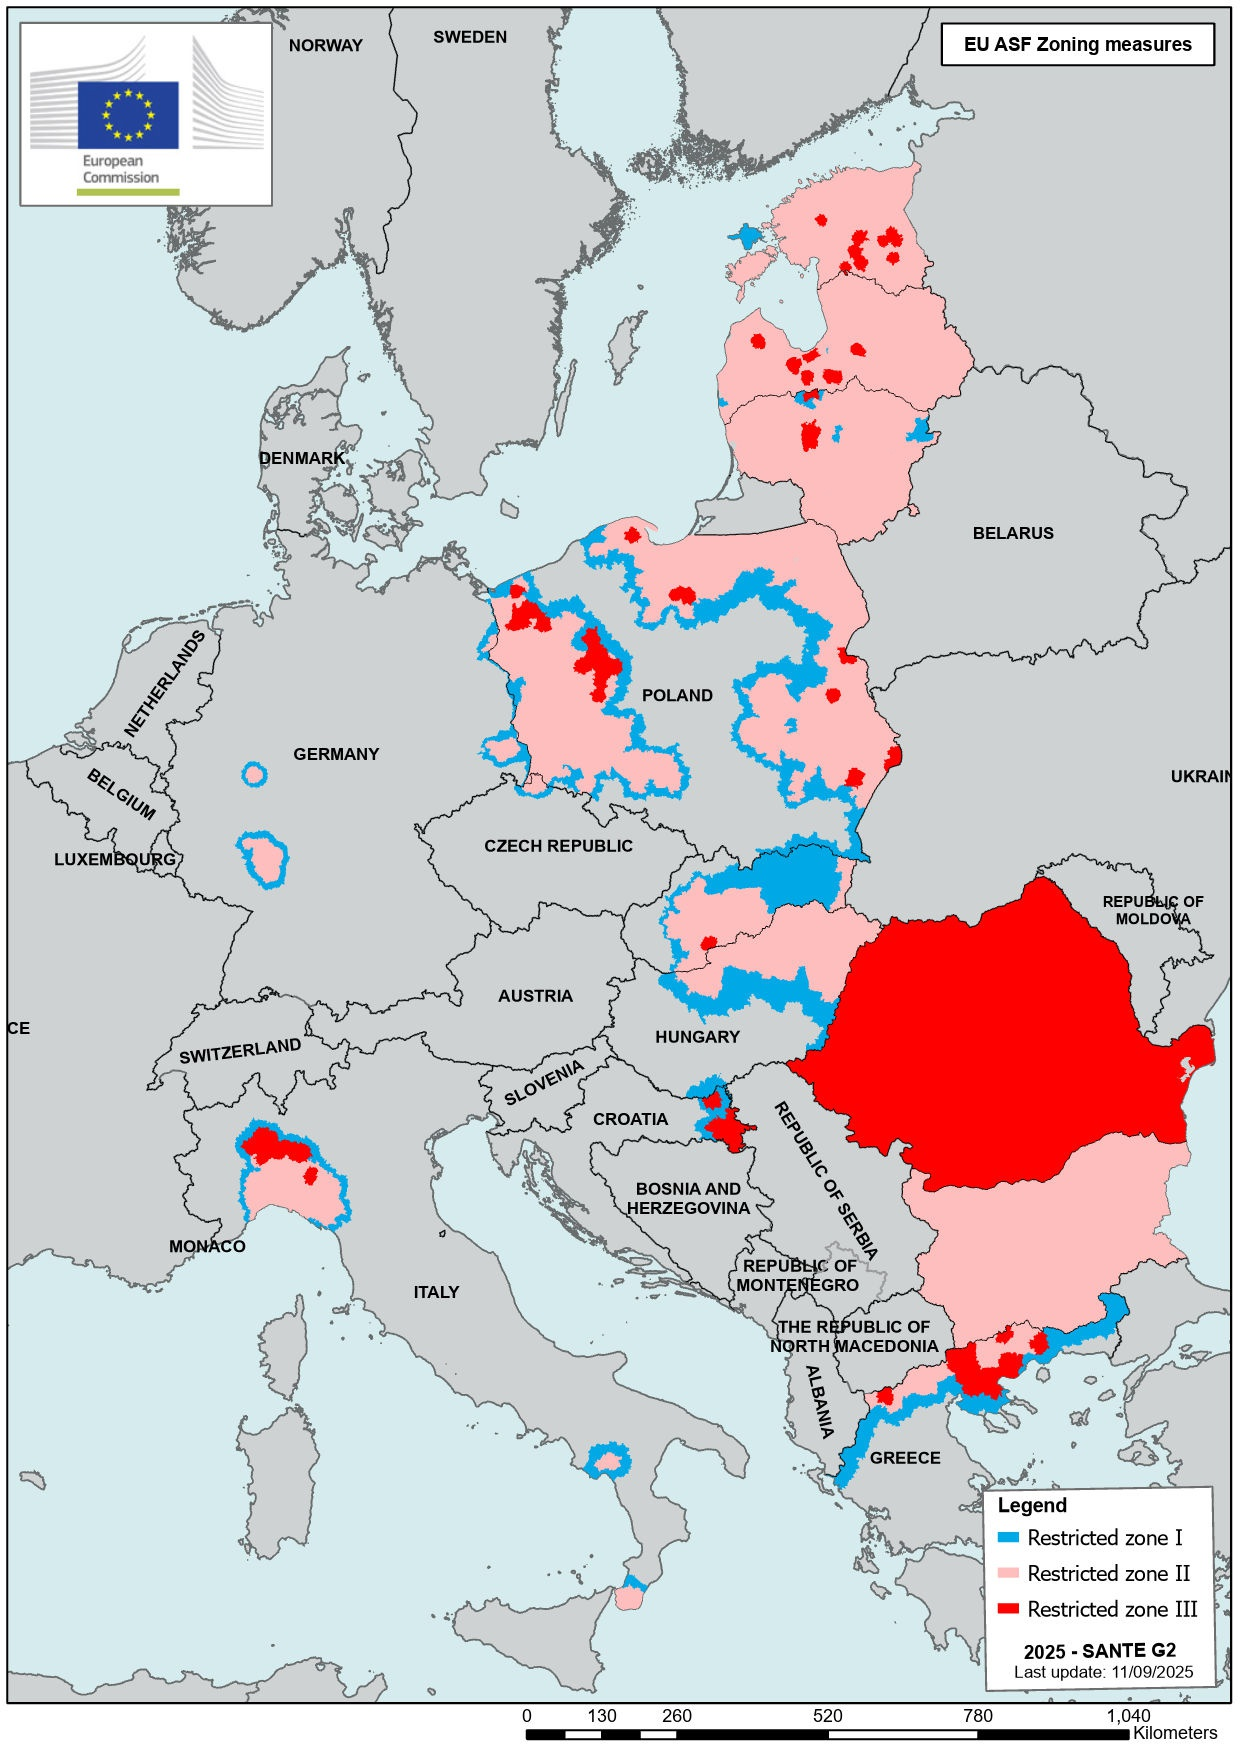 NORWAY
SWEDEN
EU ASF Zoning measures
European
Commission
DENMARK
BELARUS
NETHERLANDS
POLAND
GERMANY
BELGIUM
UKRAIN
CZECH REPUBLIC
LUXEMBOURG
REPUBLIC OF
MOLDOVA
AUSTRIA
CE
HUNGARY
SWITZERLAND
SLOVENIA
CROATIA
REPUBLIC OF SERBIA
BOSNIA AND
HERZEGOVINA
MONACO
REPUBLIC OF
MONTENEGRO
ITALY
THE REPUBLIC OF
NORTH MACEDONIA
ALBANIA
GREECE
Legend
Restricted zone I
Restricted zone II
Restricted zone III
2025 - SANTE G2
Last update: 11/09/2025
0 130 260 520 780 1,040
Kilometers